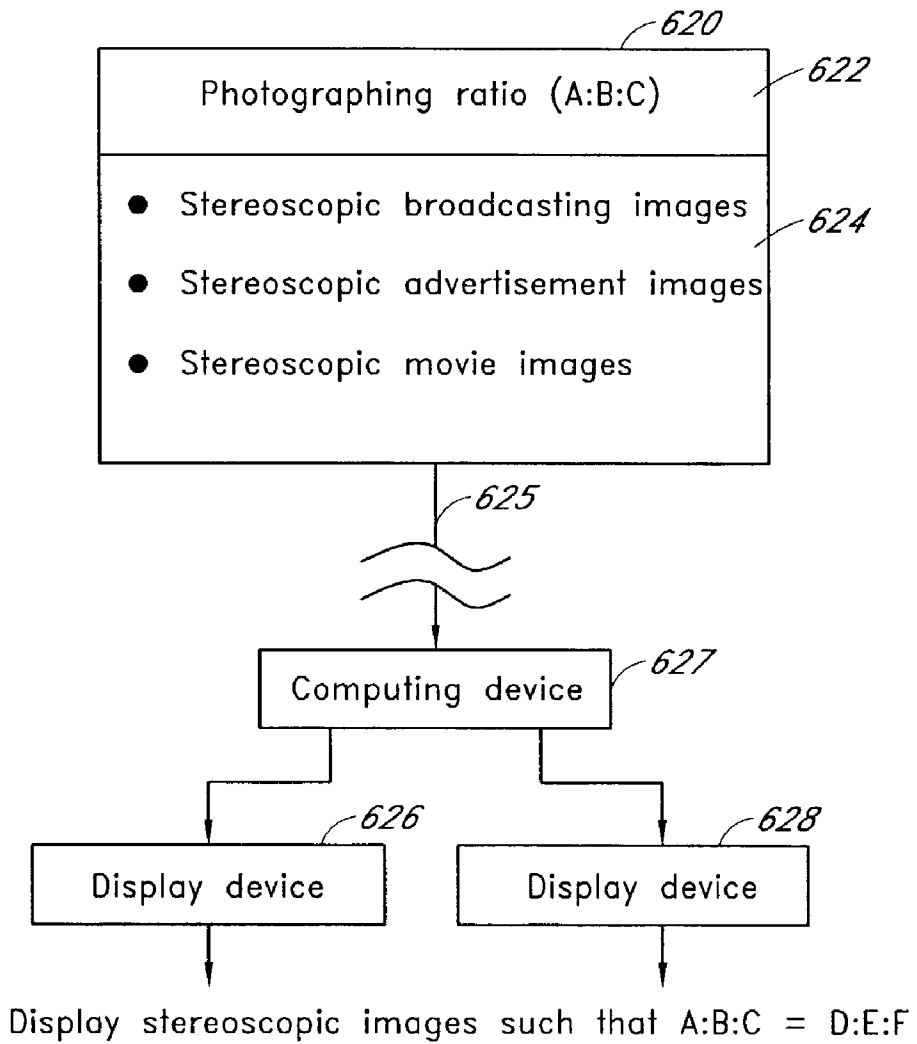 620
Photographing ratio (A:B:C)
622
● Stereoscopic broadcasting images
624
● Stereoscopic advertisement images
● Stereoscopic movie images
625
Computing device
627
626
628
Display device
Display device
Display stereoscopic images such that A:B:C = D:E:F